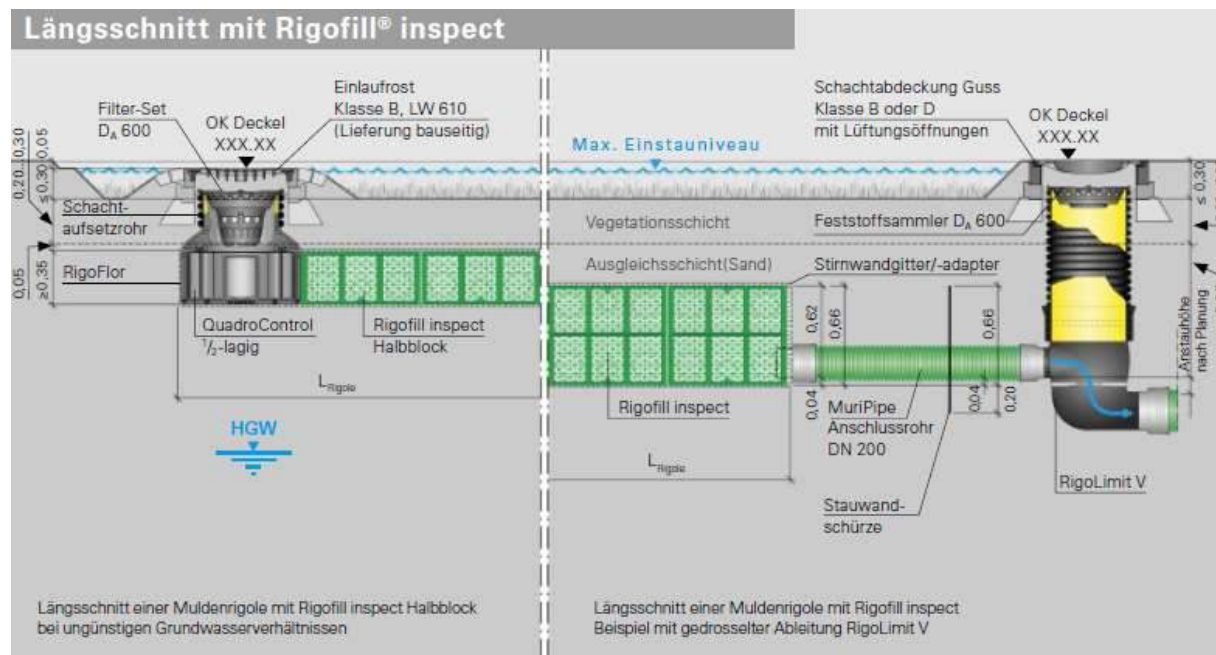 Längsschnitt mit Rigofill® inspect
Filter-Set
D_A 600
OK Deckel
XXX.XX
Einlaufrost
Klasse B, LW 610
(Lieferung bauseitig)
Max. Einstauniveau
Schachtabdeckung Guss
Klasse B oder D
mit Lüftungsöffnungen
OK Deckel
XXX.XX
0,20...0,30
≤0,30
0,05
≤ 0,30
Schacht-
aufsetzrohr
Vegetationsschicht
Feststoffsammler D_A 600
RigoFlor
Ausgleichsschicht(Sand)
Stirnwandgitter/-adapter
0,05
≥0,35
QuadroControl
1/2-lagig
Rigofill inspect
Halbblock
0,62
0,66
0,66
Anstauhöhe
nach Planung
L_Rigole
Rigofill inspect
0,04
MuriPipe
Anschlussrohr
DN 200
0,04
0,20
HGW
L_Rigole
RigoLimit V
Stauwand-
schürze
Längsschnitt einer Muldenrigole mit Rigofill inspect Halbblock
bei ungünstigen Grundwasserverhältnissen
Längsschnitt einer Muldenrigole mit Rigofill inspect
Beispiel mit gedrosselter Ableitung RigoLimit V